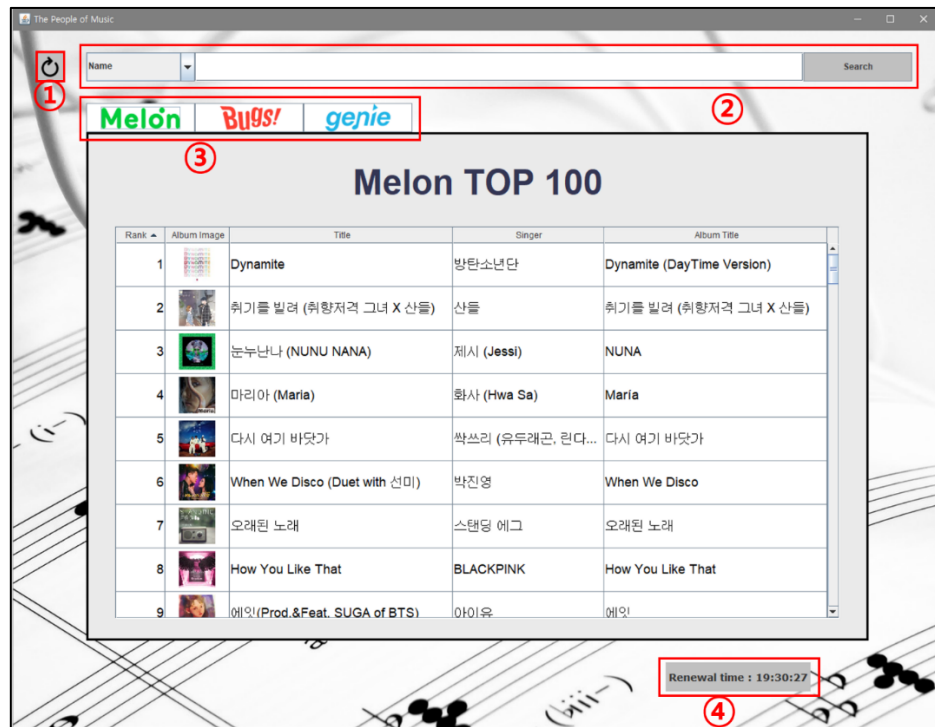 The People of Music
Name
Search
①
②
Melon Bugs! genie
③
Melon TOP 100
Rank Album Image Title Singer Album Title
1 Dynamite 방탄소년단 Dynamite (DayTime Version)
2 취기를 빌려 (취향저격 그녀 X 산들) 산들 취기를 빌려 (취향저격 그녀 X 산들)
3 눈누난나 (NUNU NANA) 제시 (Jessi) NUNA
4 마리아 (Maria) 화사 (Hwa Sa) María
5 다시 여기 바닷가 싹쓰리 (유두래곤, 린다... 다시 여기 바닷가
6 When We Disco (Duet with 선미) 박진영 When We Disco
7 오래된 노래 스탠딩 에그 오래된 노래
8 How You Like That BLACKPINK How You Like That
9 에잇(Prod.&Feat. SUGA of BTS) 아이유 에잇
(i-)
(biii-)
Renewal time : 19:30:27
④